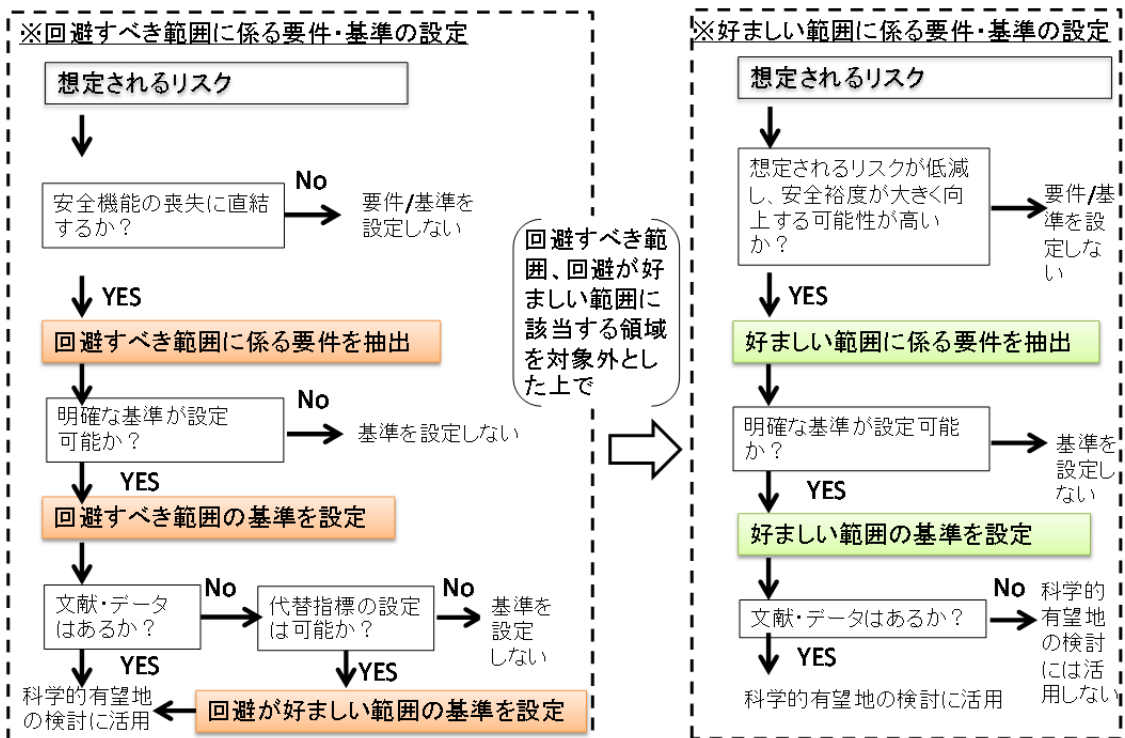 ※回避すべき範囲に係る要件・基準の設定
想定されるリスク
安全機能の喪失に直結
するか？
No
要件/基準を
設定しない
YES
回避すべき範囲に係る要件を抽出
明確な基準が設定
可能か？
No
基準を設定しない
YES
回避すべき範囲の基準を設定
文献・データ
はあるか？
No
代替指標の設定
は可能か？
No
基準を
設定
しない
YES
YES
科学的有望地
の検討に活用
回避が好ましい範囲の基準を設定
回避すべき範
囲、回避が好
ましい範囲に
該当する領域
を対象外とし
た上で
※好ましい範囲に係る要件・基準の設定
想定されるリスク
想定されるリスクが低減
し、安全裕度が大きく向
上する可能性が高い
か？
要件/基
準を設
定しな
い
YES
好ましい範囲に係る要件を抽出
明確な基準が設定可能
か？
基準を
設定し
ない
YES
好ましい範囲の基準を設定
文献・データはあるか？
No
科学的
有望地
の検討
には活
用しない
YES
科学的有望地の検討に活用